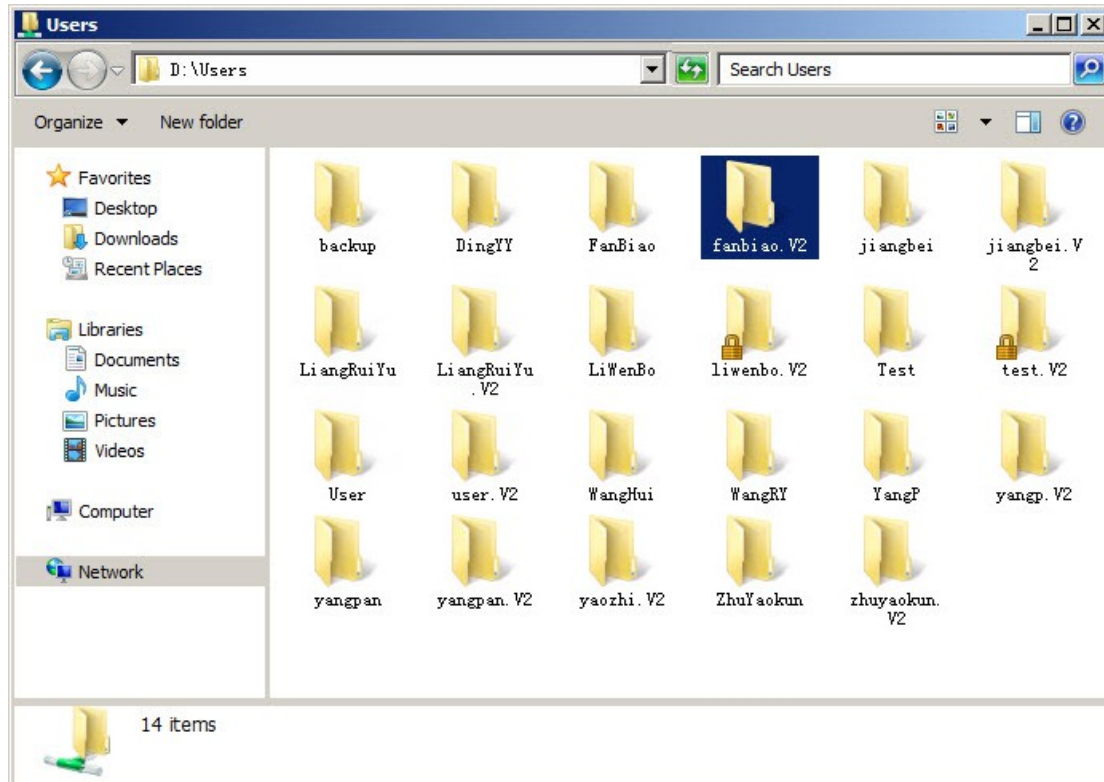 Users
D:\Users
Search Users
Organize
New folder
Favorites
Desktop
Downloads
Recent Places
Libraries
Documents
Music
Pictures
Videos
Computer
Network
backup
DingYY
FanBiao
fanbiao.V2
jiangbei
jiangbei.V
2
LiangRuiYu
LiangRuiYu
.V2
LiWenBo
liwenbo.V2
Test
test.V2
User
user.V2
WangHui
WangRY
YangP
yangp.V2
yangpan
yangpan.V2
yaozhi.V2
ZhuYaokun
zhuyaokun.
V2
14 items